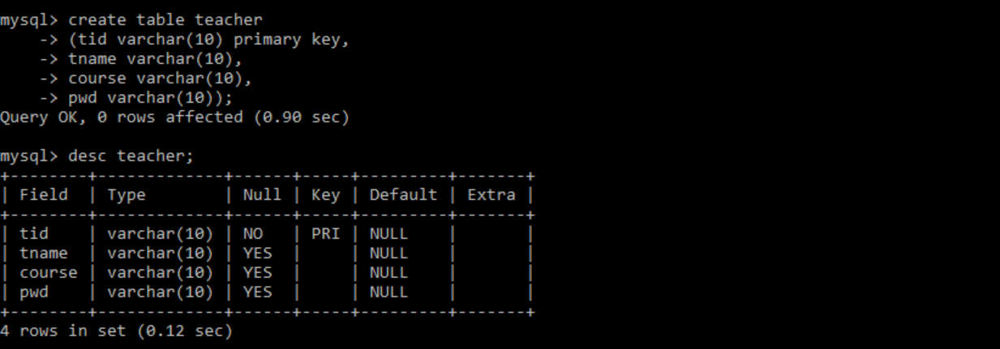 mysql> create table teacher
    -> (tid varchar(10) primary key,
    -> tname varchar(10),
    -> course varchar(10),
    -> pwd varchar(10));
Query OK, 0 rows affected (0.90 sec)

mysql> desc teacher;
+--------+-------------+------+-----+---------+-------+
| Field  | Type        | Null | Key | Default | Extra |
+--------+-------------+------+-----+---------+-------+
| tid    | varchar(10) | NO   | PRI | NULL    |       |
| tname  | varchar(10) | YES  |     | NULL    |       |
| course | varchar(10) | YES  |     | NULL    |       |
| pwd    | varchar(10) | YES  |     | NULL    |       |
+--------+-------------+------+-----+---------+-------+
4 rows in set (0.12 sec)